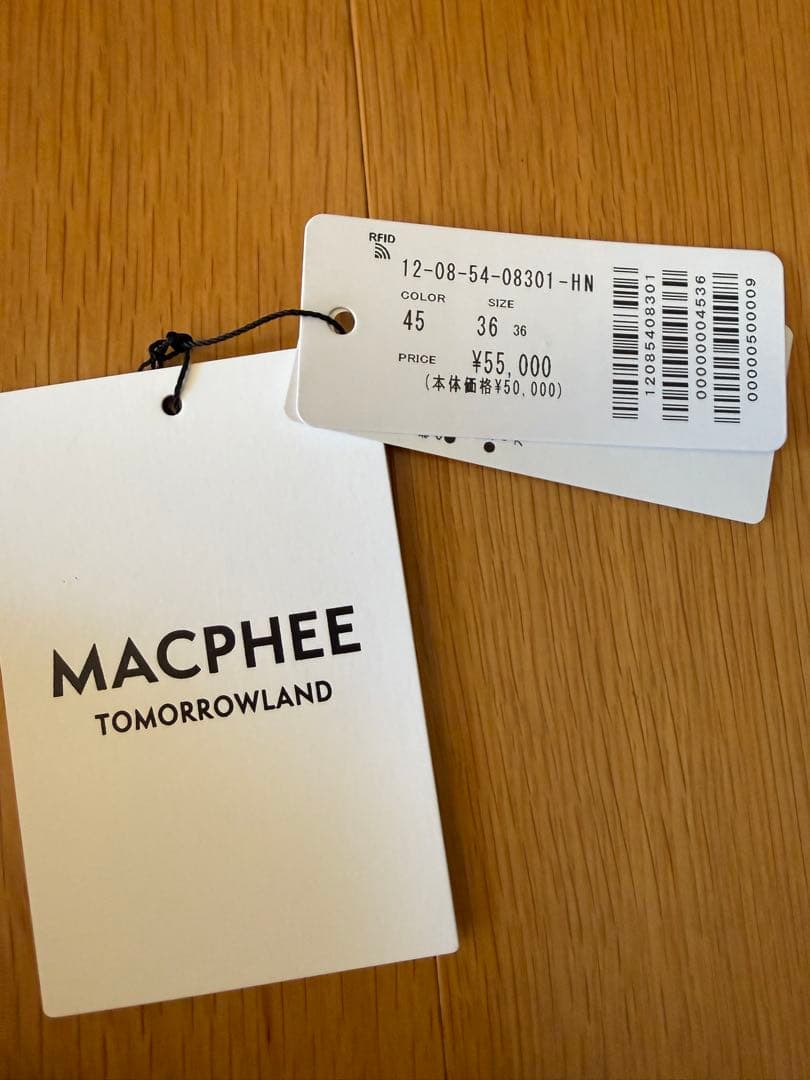 RFID
12-08-54-08301-HN
COLOR SIZE
45 36 36
PRICE ¥55,000
(本体価格¥50,000)
12085408301
00000004536
00000500009
MACPHEE
TOMORROWLAND